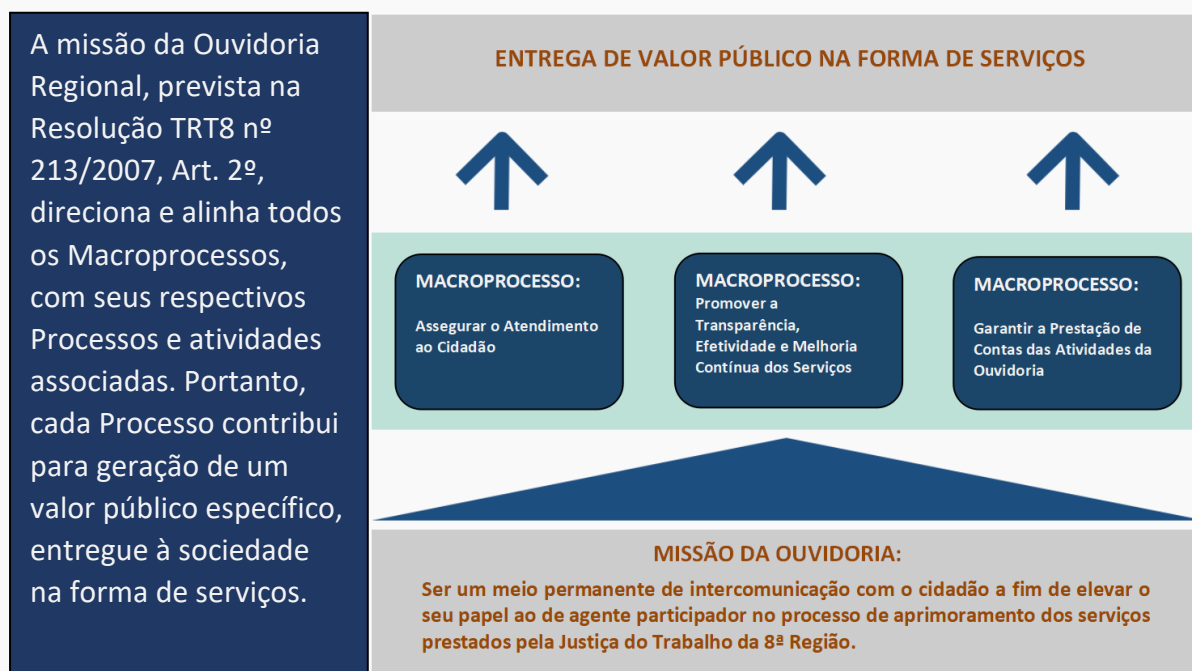 A missão da Ouvidoria
Regional, prevista na
Resolução TRT8 nº
213/2007, Art. 2º,
direciona e alinha todos
os Macroprocessos,
com seus respectivos
Processos e atividades
associadas. Portanto,
cada Processo contribui
para geração de um
valor público específico,
entregue à sociedade
na forma de serviços.
ENTREGA DE VALOR PÚBLICO NA FORMA DE SERVIÇOS
MACROPROCESSO:
Assegurar o Atendimento
ao Cidadão
MACROPROCESSO:
Promover a
Transparência,
Efetividade e Melhoria
Contínua dos Serviços
MACROPROCESSO:
Garantir a Prestação de
Contas das Atividades da
Ouvidoria
MISSÃO DA OUVIDORIA:
Ser um meio permanente de intercomunicação com o cidadão a fim de elevar o
seu papel ao de agente participador no processo de aprimoramento dos serviços
prestados pela Justiça do Trabalho da 8ª Região.